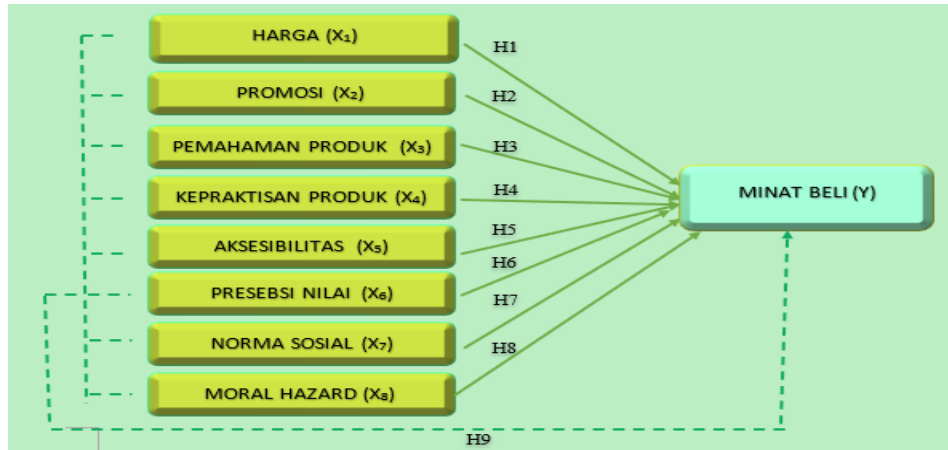 HARGA (X₁)
H1
PROMOSI (X₂)
H2
PEMAHAMAN PRODUK (X₃)
H3
KEPRAKTISAN PRODUK (X₄)
H4
MINAT BELI (Y)
AKSESIBILITAS (X₅)
H5
PRESEBSI NILAI (X₆)
H6
NORMA SOSIAL (X₇)
H7
MORAL HAZARD (X₈)
H8
H9